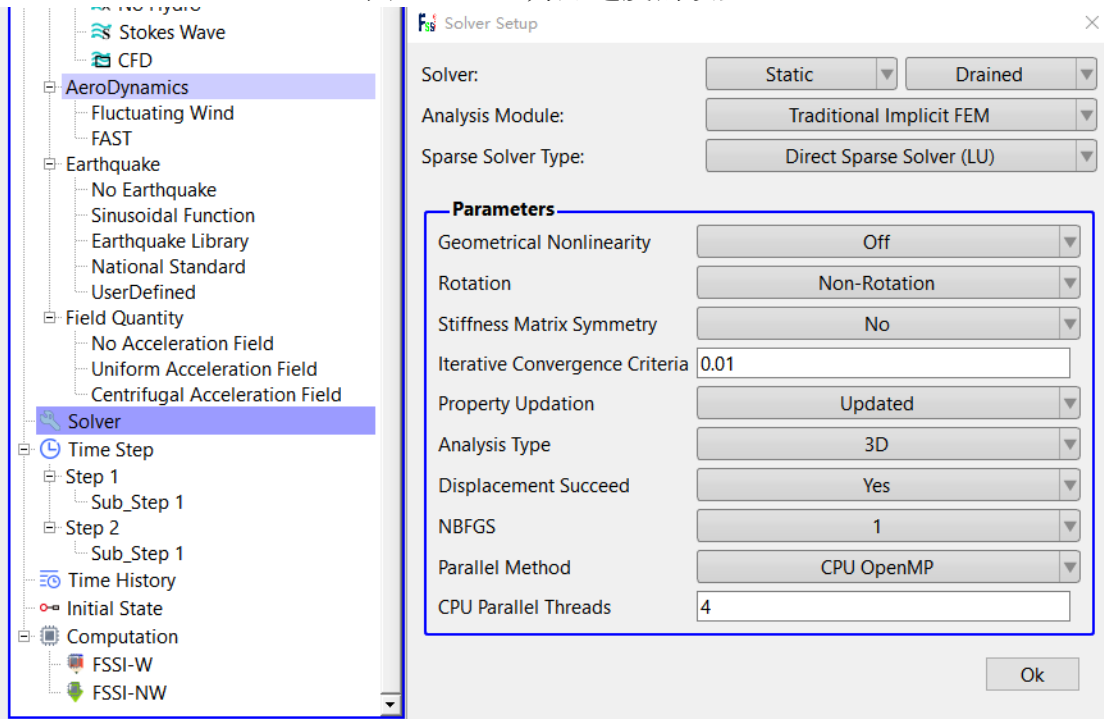 Stokes Wave
CFD
AeroDynamics
Fluctuating Wind
FAST
Earthquake
No Earthquake
Sinusoidal Function
Earthquake Library
National Standard
UserDefined
Field Quantity
No Acceleration Field
Uniform Acceleration Field
Centrifugal Acceleration Field
Solver
Time Step
Step 1
Sub_Step 1
Step 2
Sub_Step 1
Time History
Initial State
Computation
FSSI-W
FSSI-NW
Solver Setup
Solver: Static Drained
Analysis Module: Traditional Implicit FEM
Sparse Solver Type: Direct Sparse Solver (LU)
Parameters
Geometrical Nonlinearity Off
Rotation Non-Rotation
Stiffness Matrix Symmetry No
Iterative Convergence Criteria 0.01
Property Updation Updated
Analysis Type 3D
Displacement Succeed Yes
NBFGS 1
Parallel Method CPU OpenMP
CPU Parallel Threads 4
Ok